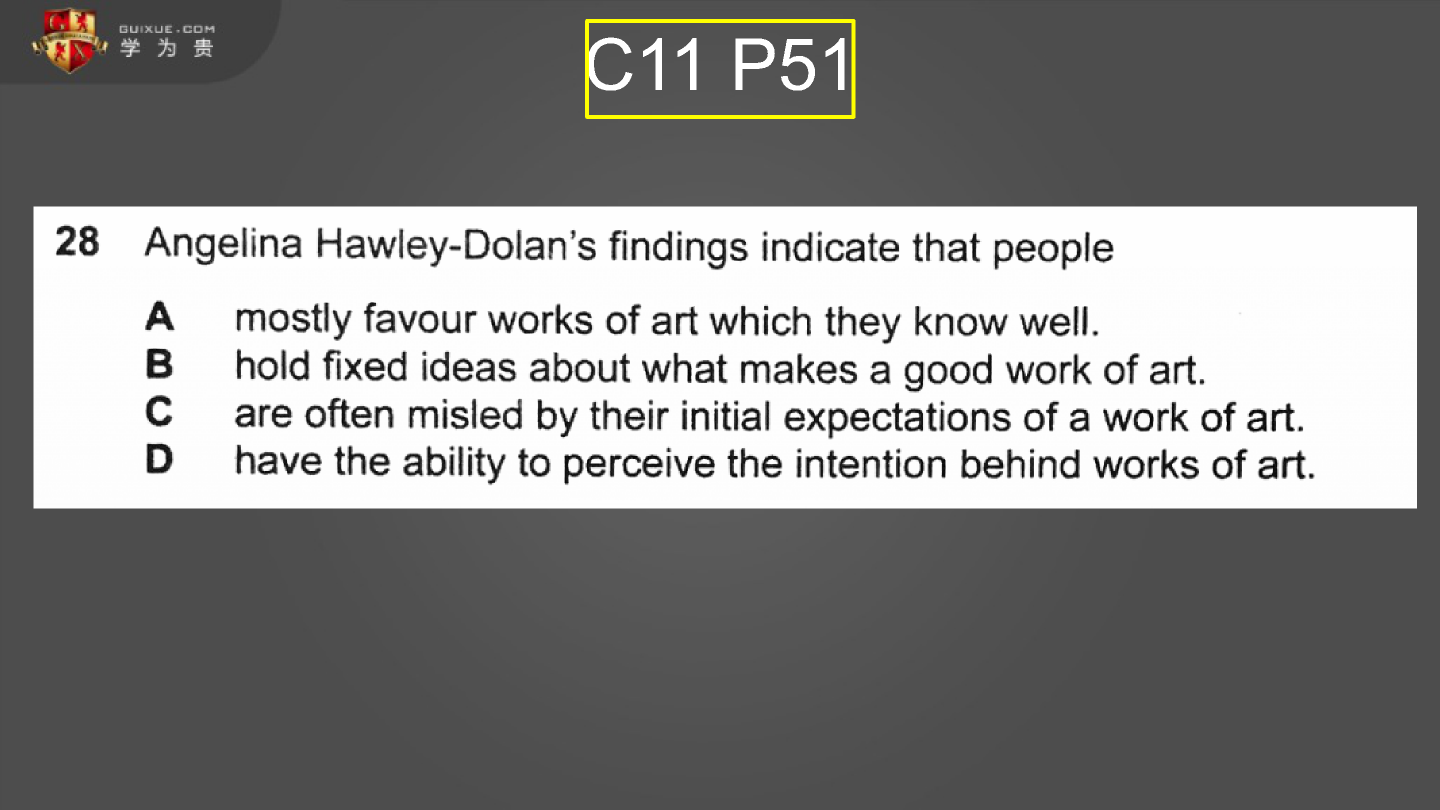 GUIXUE.COM
学为贵
C11 P51
28 Angelina Hawley-Dolan's findings indicate that people
A mostly favour works of art which they know well.
B hold fixed ideas about what makes a good work of art.
C are often misled by their initial expectations of a work of art.
D have the ability to perceive the intention behind works of art.